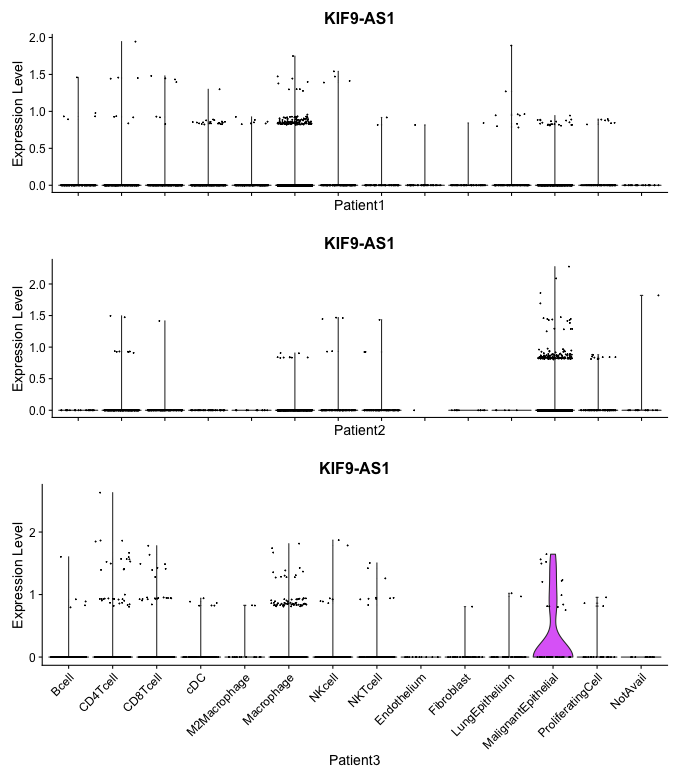 KIF9-AS1
Expression Level
2.0
1.5
1.0
0.5
0.0
Patient1
KIF9-AS1
Expression Level
2.0
1.5
1.0
0.5
0.0
Patient2
KIF9-AS1
Expression Level
2
1
0
Bcell
CD4Tcell
CD8Tcell
cDC
M2Macrophage
Macrophage
NKcell
NKTcell
Endothelium
Fibroblast
LungEpithelium
MalignantEpithelial
ProliferatingCell
NotAvail
Patient3